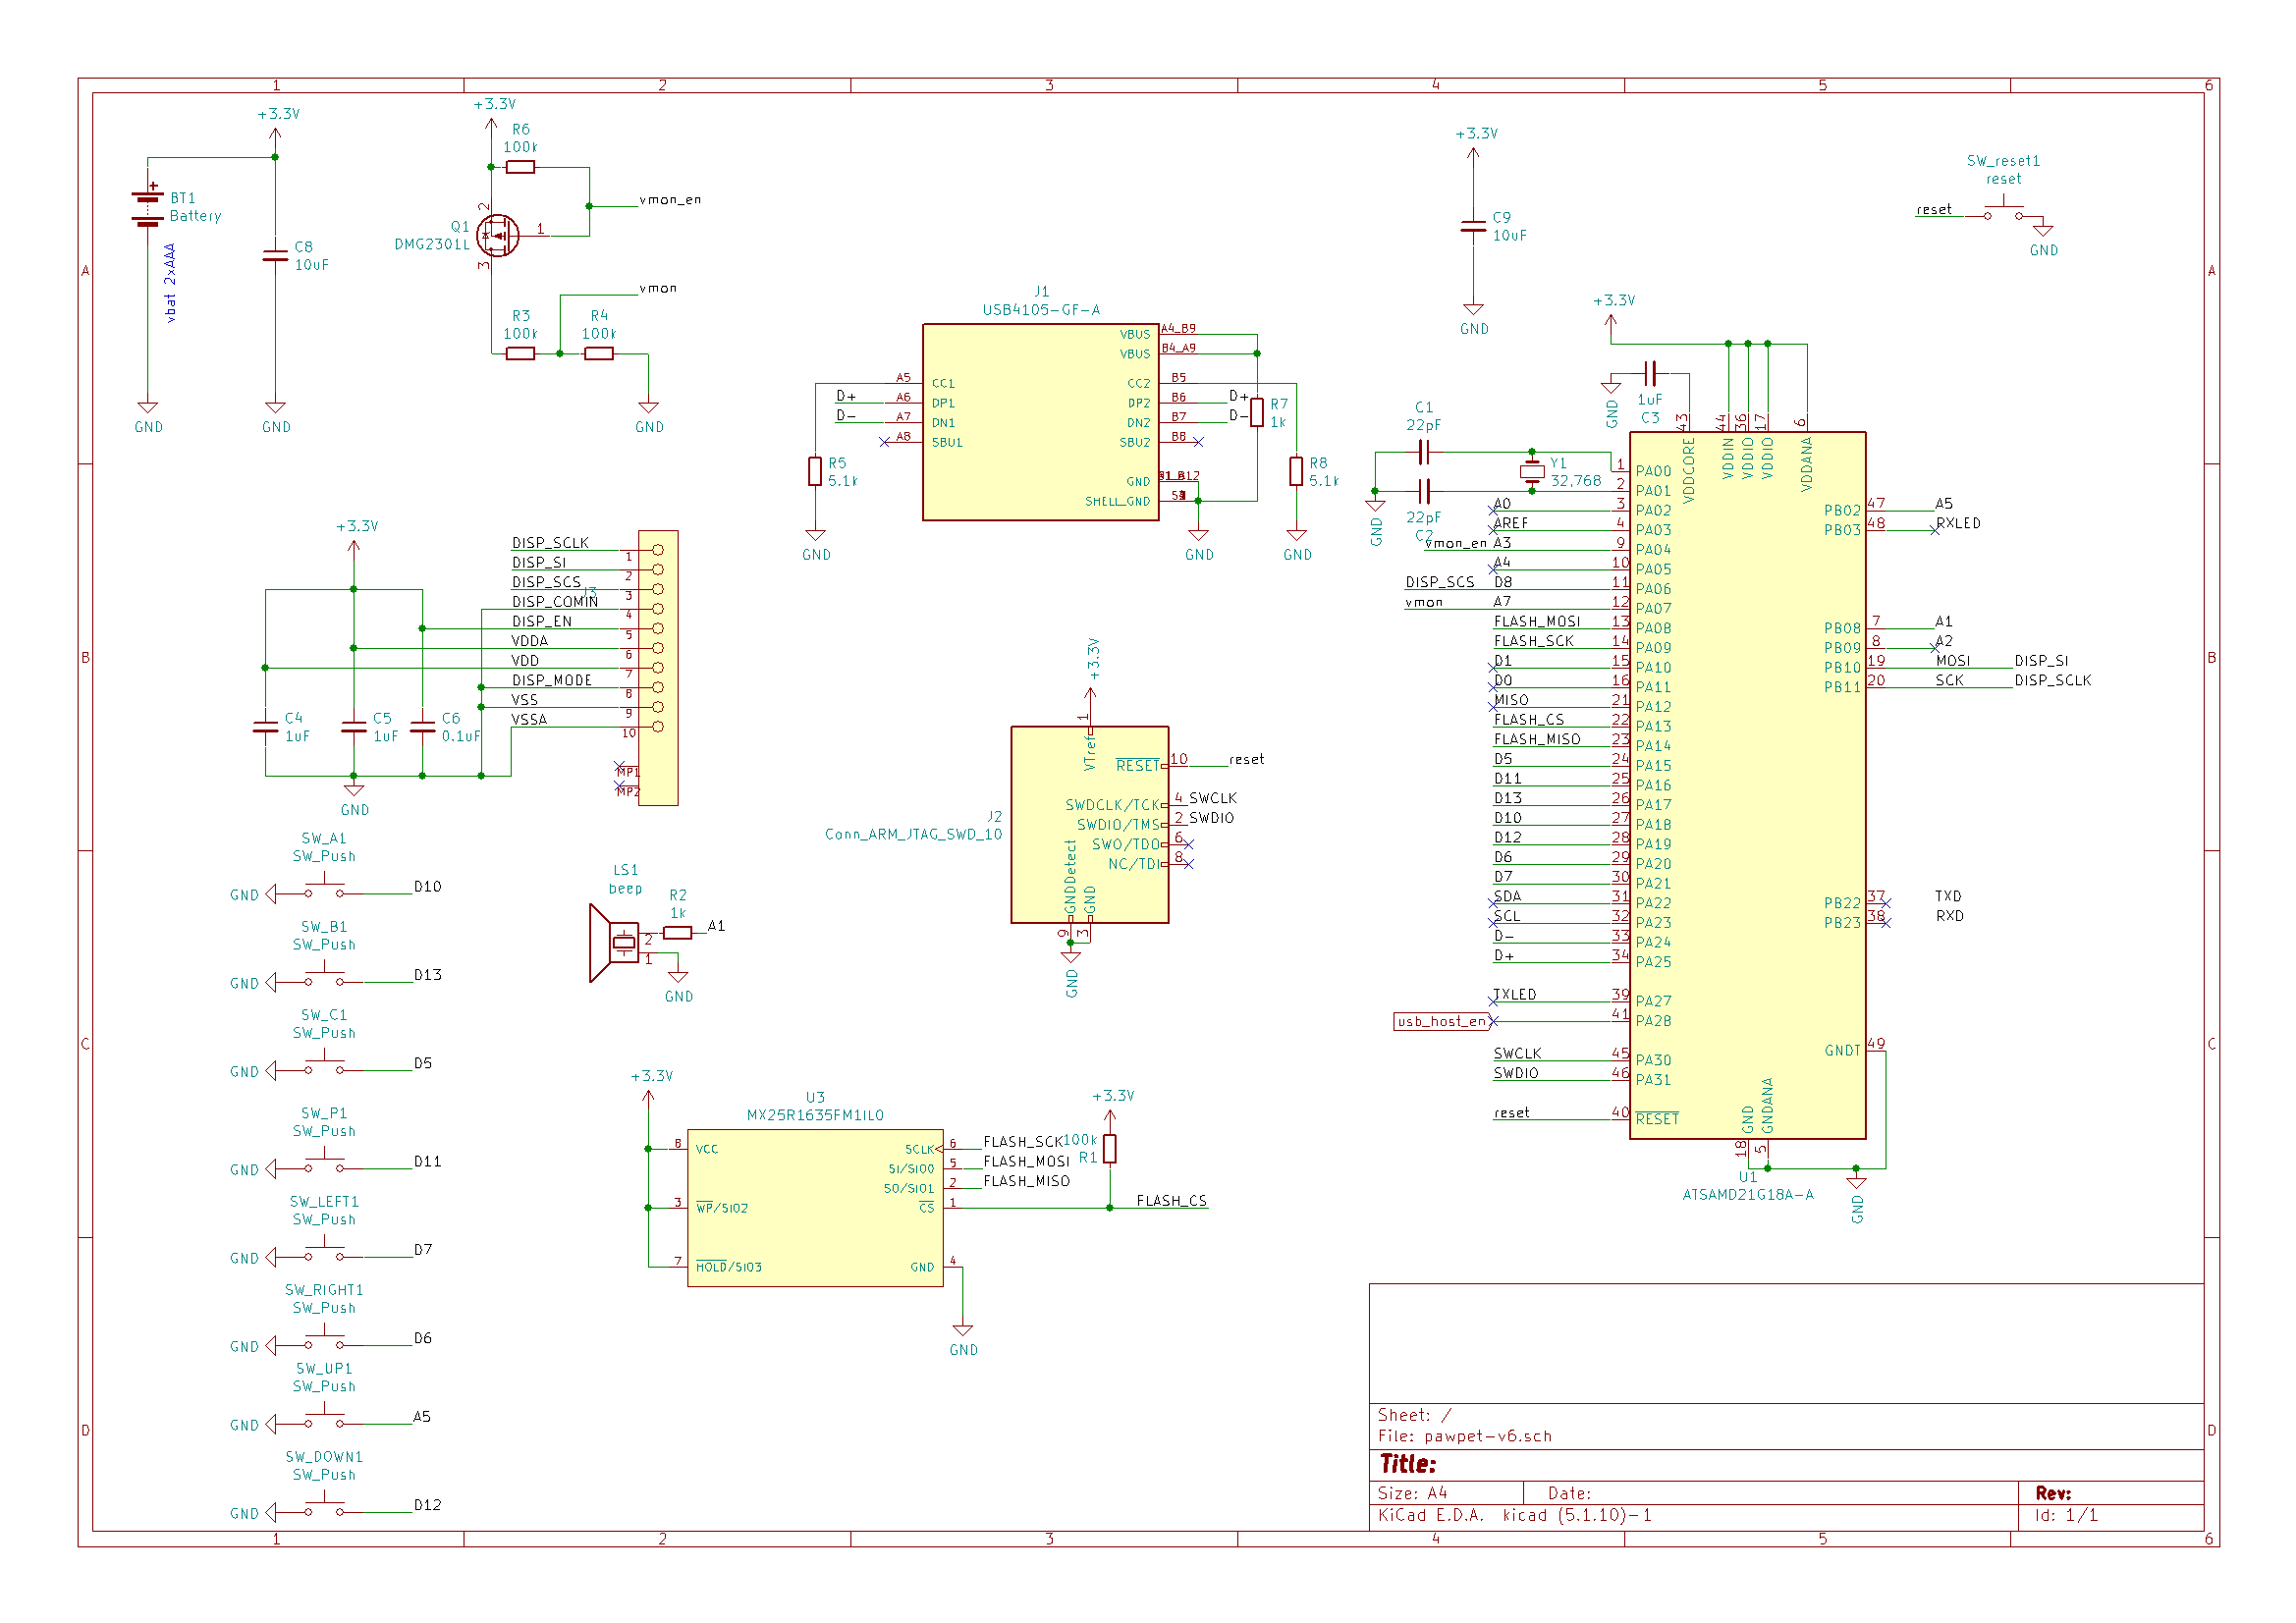 1 2 3 4 5 6
A
B
C
D
+3.3V
BT1
Battery
vbat 2xAAA
GND
C8
10uF
GND
+3.3V
R6
100k
vmon_en
Q1
DMG2301L
2
1
3
vmon
R3
100k
R4
100k
GND
J1
USB4105-GF-A
A5 CC1
D+ A6 DP1
D- A7 DN1
A8 SBU1
VBUS A4_B9
VBUS B4_A9
CC2 B5
DP2 B6 D+
DN2 B7 D-
SBU2 B8
GND
SHELL_GND
R5
5.1k
GND
R7
1k
R8
5.1k
GND
GND
+3.3V
C9
10uF
GND
SW_reset1
reset
reset
GND
+3.3V
J3
DISP_SCLK 1
DISP_SI 2
DISP_SCS 3
DISP_COMIN 4
DISP_EN 5
VDDA 6
VDD 7
DISP_MODE 8
VSS 9
VSSA 10
MP1
MP2
C4
1uF
C5
1uF
C6
0.1uF
GND
SW_A1
SW_Push
GND D10
SW_B1
SW_Push
GND D13
SW_C1
SW_Push
GND D5
SW_P1
SW_Push
GND D11
SW_LEFT1
SW_Push
GND D7
SW_RIGHT1
SW_Push
GND D6
SW_UP1
SW_Push
GND A5
SW_DOWN1
SW_Push
GND D12
LS1
beep
R2
1k
A1
2
1
GND
+3.3V
J2
Conn_ARM_JTAG_SWD_10
1
VTref
RESET 10 reset
SWDCLK/TCK 4 SWCLK
SWDIO/TMS 2 SWDIO
SWO/TDO 6
NC/TDI 8
GNDDetect
GND
9
3
GND
+3.3V
U3
MX25R1635FM1IL0
8 VCC
3 WP/SIO2
7 HOLD/SIO3
SCLK 6 FLASH_SCK
SI/SIO0 5 FLASH_MOSI
SO/SIO1 2 FLASH_MISO
CS 1 FLASH_CS
GND 4
GND
+3.3V
100k
R1
+3.3V
1uF
C3
GND
C1
22pF
22pF
C2
GND
Y1
32,768
43 VDDCORE
44 VDDIN
36 VDDIO
17 VDDIO
6 VDDANA
1 PA00
2 PA01
A0 3 PA02
AREF 4 PA03
vmon_en A3 9 PA04
A4 10 PA05
DISP_SCS D8 11 PA06
vmon A7 12 PA07
FLASH_MOSI 13 PA08
FLASH_SCK 14 PA09
D1 15 PA10
D0 16 PA11
MISO 21 PA12
FLASH_CS 22 PA13
FLASH_MISO 23 PA14
D5 24 PA15
D11 25 PA16
D13 26 PA17
D10 27 PA18
D12 28 PA19
D6 29 PA20
D7 30 PA21
SDA 31 PA22
SCL 32 PA23
D- 33 PA24
D+ 34 PA25
TXLED 39 PA27
usb_host_en 41 PA28
SWCLK 45 PA30
SWDIO 46 PA31
reset 40 RESET
PB02 47 A5
PB03 48 RXLED
PB08 7 A1
PB09 8 A2
PB10 19 MOSI DISP_SI
PB11 20 SCK DISP_SCLK
PB22 37 TXD
PB23 38 RXD
GNDT 49
GND
GNDANA
18
5
U1
ATSAMD21G18A-A
GND
Sheet: /
File: pawpet-v6.sch
Title:
Size: A4 Date: Rev:
KiCad E.D.A. kicad (5.1.10)-1 Id: 1/1
A
B
C
D
1 2 3 4 5 6